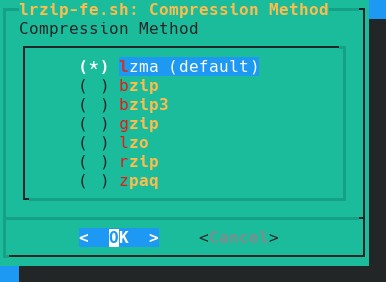 lrzip-fe.sh: Compression Method
Compression Method
(*) lzma (default)
( ) bzip
( ) bzip3
( ) gzip
( ) lzo
( ) rzip
( ) zpaq
< OK > <Cancel>